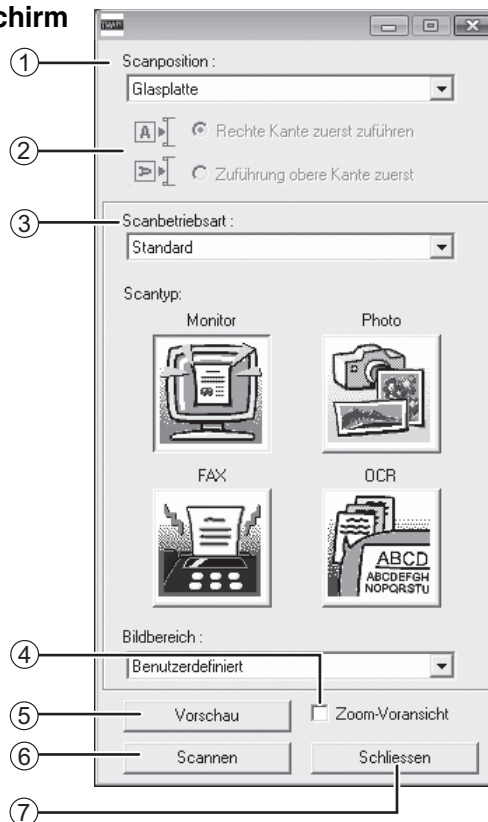 chirm
TWAIN
① Scanposition :
Glasplatte
② A Rechte Kante zuerst zuführen
A Zuführung obere Kante zuerst
③ Scanbetriebsart :
Standard
Scantyp:
Monitor Photo
FAX OCR
ABCD
ABCDEFGH
NOPQRSTU
Bildbereich :
④ Benutzerdefiniert
⑤ Vorschau Zoom-Voransicht
⑥ Scannen Schliessen
⑦